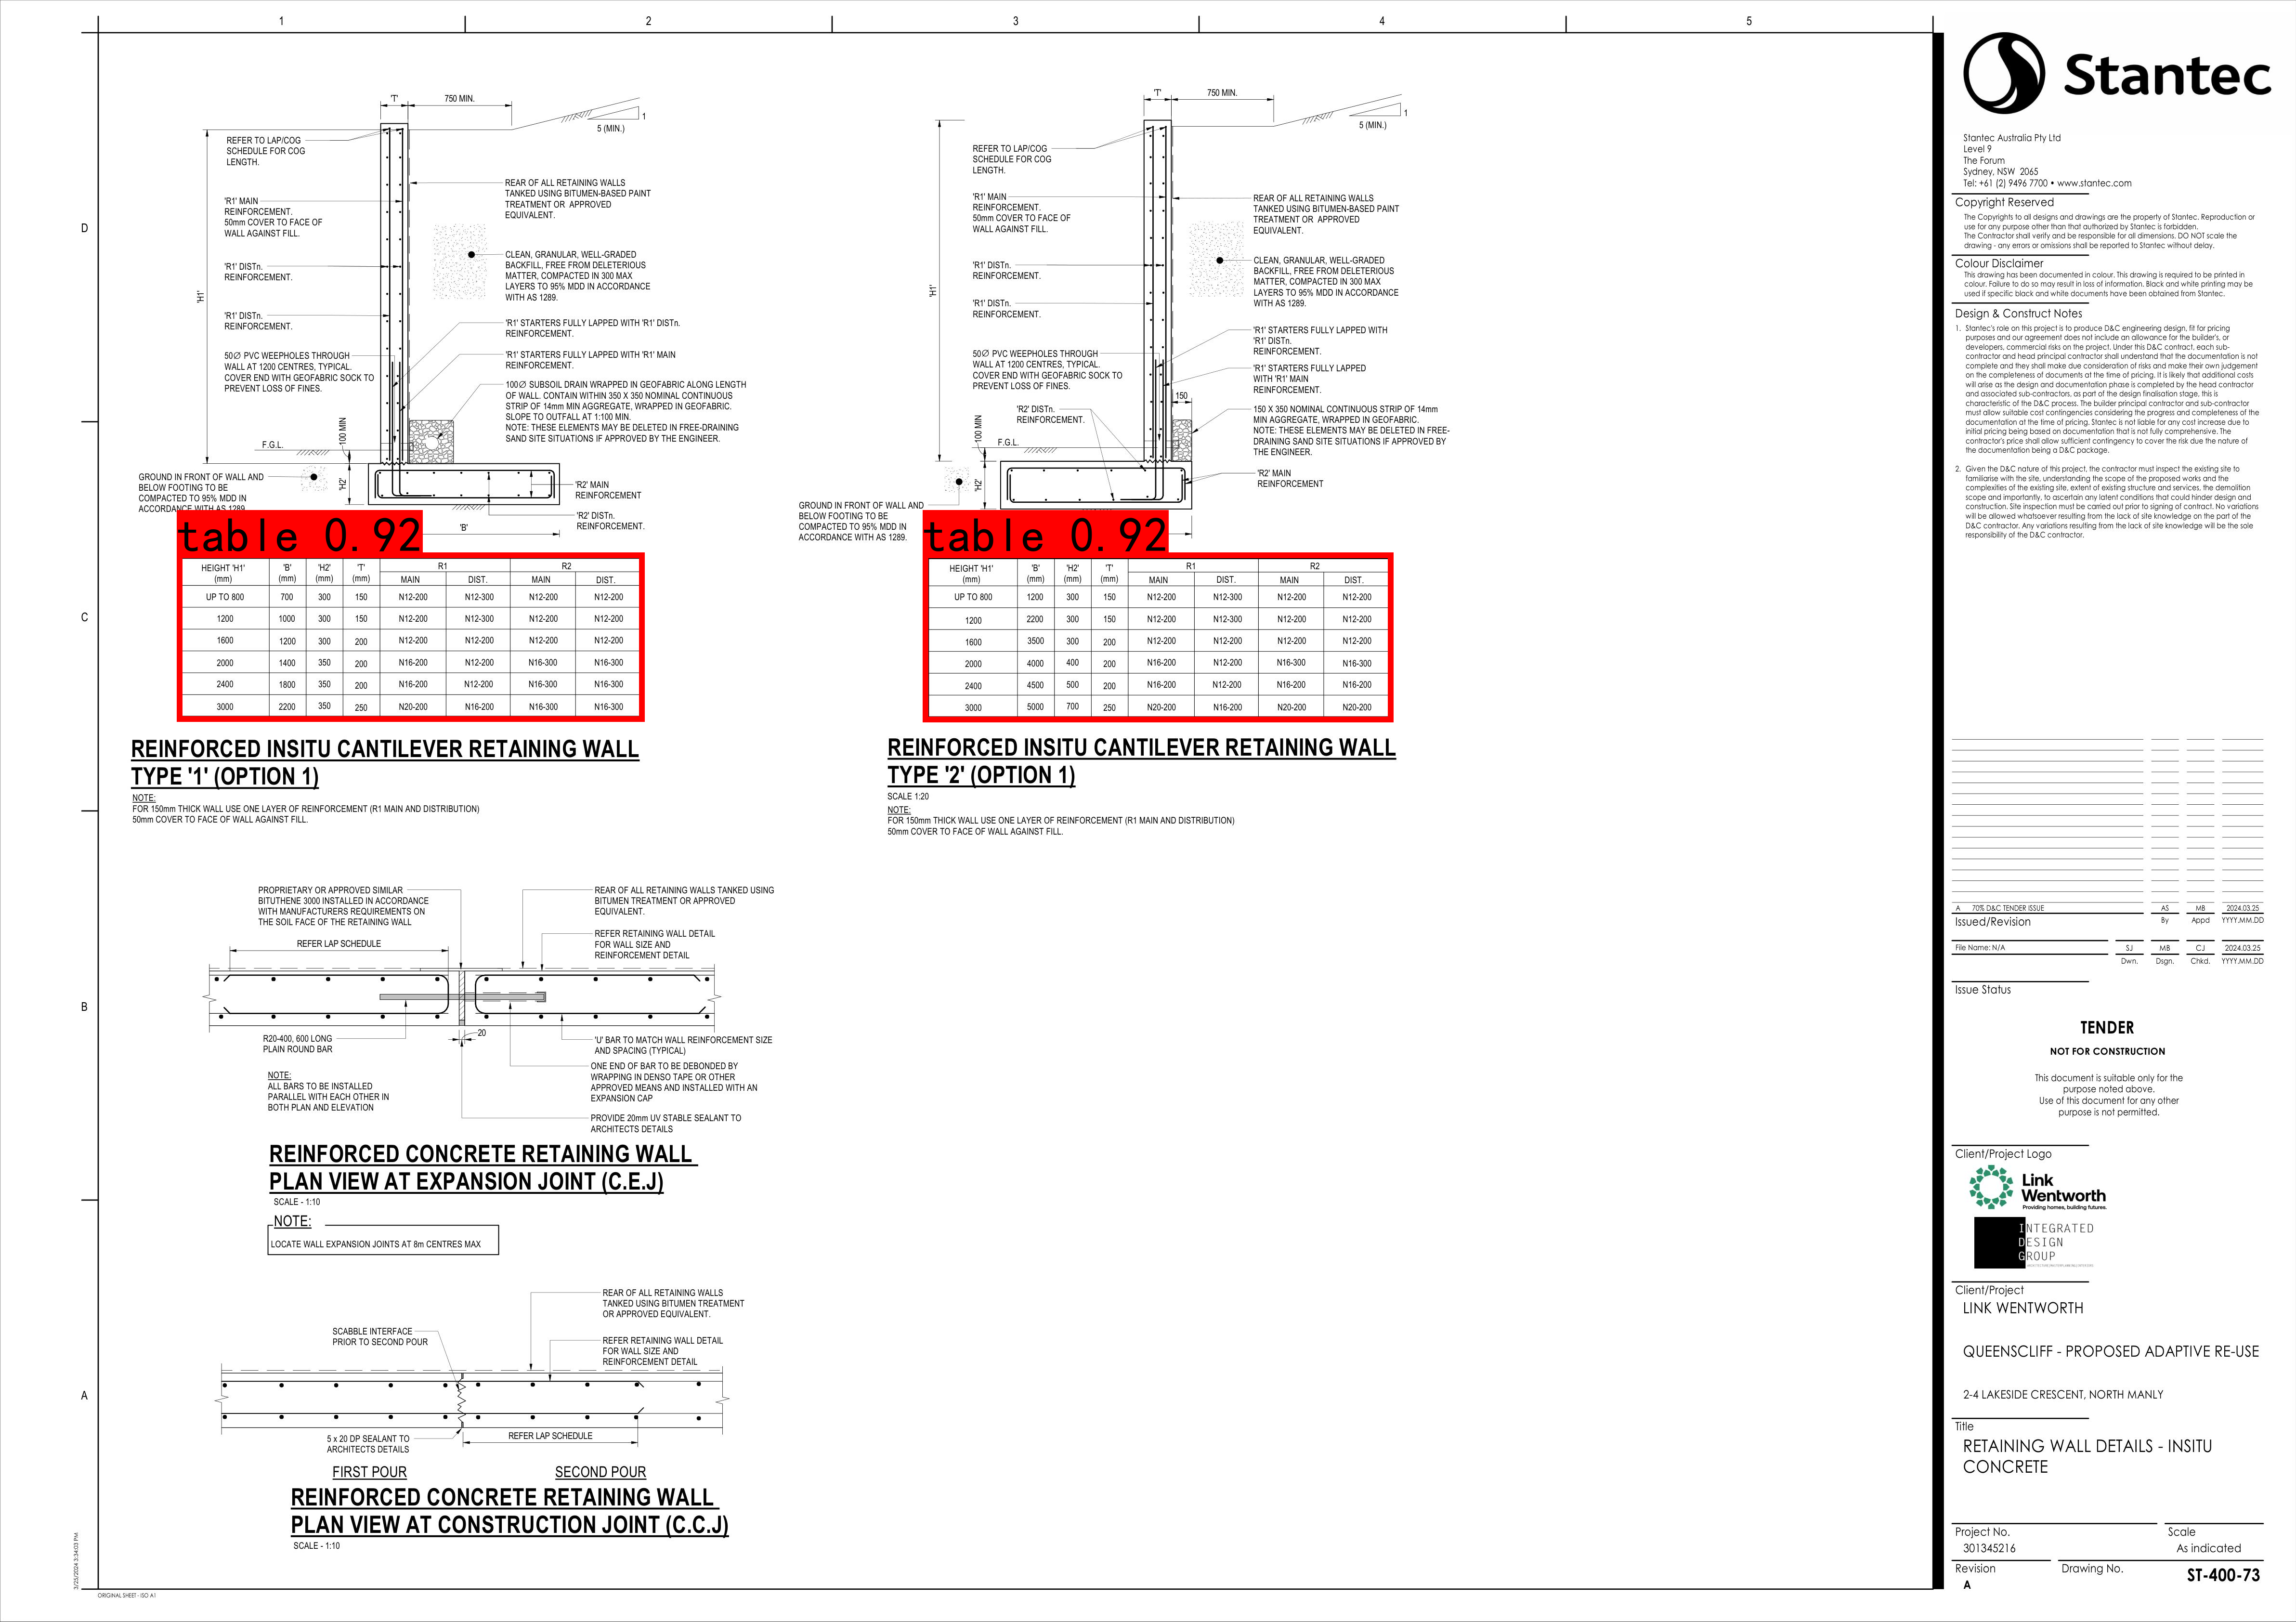 1 2 3 4 5
D
C
B
A
'T' 750 MIN.
1
5 (MIN.)
REFER TO LAP/COG
SCHEDULE FOR COG
LENGTH.
'R1' MAIN
REINFORCEMENT.
50mm COVER TO FACE OF
WALL AGAINST FILL.
'R1' DISTn.
REINFORCEMENT.
'H1'
'R1' DISTn.
REINFORCEMENT.
50Ø PVC WEEPHOLES THROUGH
WALL AT 1200 CENTRES, TYPICAL.
COVER END WITH GEOFABRIC SOCK TO
PREVENT LOSS OF FINES.
100 MIN
F.G.L.
'H2'
GROUND IN FRONT OF WALL AND
BELOW FOOTING TO BE
COMPACTED TO 95% MDD IN
ACCORDANCE WITH AS 1289.
REAR OF ALL RETAINING WALLS
TANKED USING BITUMEN-BASED PAINT
TREATMENT OR APPROVED
EQUIVALENT.
CLEAN, GRANULAR, WELL-GRADED
BACKFILL, FREE FROM DELETERIOUS
MATTER, COMPACTED IN 300 MAX
LAYERS TO 95% MDD IN ACCORDANCE
WITH AS 1289.
'R1' STARTERS FULLY LAPPED WITH 'R1' DISTn.
REINFORCEMENT.
'R1' STARTERS FULLY LAPPED WITH 'R1' MAIN
REINFORCEMENT.
100Ø SUBSOIL DRAIN WRAPPED IN GEOFABRIC ALONG LENGTH
OF WALL. CONTAIN WITHIN 350 X 350 NOMINAL CONTINUOUS
STRIP OF 14mm MIN AGGREGATE, WRAPPED IN GEOFABRIC.
SLOPE TO OUTFALL AT 1:100 MIN.
NOTE: THESE ELEMENTS MAY BE DELETED IN FREE-DRAINING
SAND SITE SITUATIONS IF APPROVED BY THE ENGINEER.
'R2' MAIN
REINFORCEMENT
'R2' DISTn.
REINFORCEMENT.
'B'
table 0.92
HEIGHT 'H1' (mm) 'B' (mm) 'H2' (mm) 'T' (mm) R1 R2
MAIN DIST. MAIN DIST.
UP TO 800 700 300 150 N12-200 N12-300 N12-200 N12-200
1200 1000 300 150 N12-200 N12-200 N12-200 N12-200
1600 1200 300 200 N12-200 N12-200 N12-200 N12-200
2000 1400 350 200 N16-200 N12-200 N16-300 N16-300
2400 1800 350 200 N16-200 N12-200 N16-300 N16-300
3000 2200 350 250 N20-200 N16-200 N16-300 N16-300
REINFORCED INSITU CANTILEVER RETAINING WALL
TYPE '1' (OPTION 1)
NOTE:
FOR 150mm THICK WALL USE ONE LAYER OF REINFORCEMENT (R1 MAIN AND DISTRIBUTION)
50mm COVER TO FACE OF WALL AGAINST FILL.
'T' 750 MIN.
1
5 (MIN.)
REFER TO LAP/COG
SCHEDULE FOR COG
LENGTH.
'R1' MAIN
REINFORCEMENT.
50mm COVER TO FACE OF
WALL AGAINST FILL.
'R1' DISTn.
REINFORCEMENT.
'H1'
'R1' DISTn.
REINFORCEMENT.
50Ø PVC WEEPHOLES THROUGH
WALL AT 1200 CENTRES, TYPICAL.
COVER END WITH GEOFABRIC SOCK TO
PREVENT LOSS OF FINES.
'R2' DISTn.
REINFORCEMENT.
100 MIN
F.G.L.
'H2'
GROUND IN FRONT OF WALL AND
BELOW FOOTING TO BE
COMPACTED TO 95% MDD IN
ACCORDANCE WITH AS 1289.
REAR OF ALL RETAINING WALLS
TANKED USING BITUMEN-BASED PAINT
TREATMENT OR APPROVED
EQUIVALENT.
CLEAN, GRANULAR, WELL-GRADED
BACKFILL, FREE FROM DELETERIOUS
MATTER, COMPACTED IN 300 MAX
LAYERS TO 95% MDD IN ACCORDANCE
WITH AS 1289.
'R1' STARTERS FULLY LAPPED WITH
'R1' DISTn.
REINFORCEMENT.
'R1' STARTERS FULLY LAPPED
WITH 'R1' MAIN
REINFORCEMENT.
150
150 X 350 NOMINAL CONTINUOUS STRIP OF 14mm
MIN AGGREGATE, WRAPPED IN GEOFABRIC.
NOTE: THESE ELEMENTS MAY BE DELETED IN FREE-
DRAINING SAND SITE SITUATIONS IF APPROVED BY
THE ENGINEER.
'R2' MAIN
REINFORCEMENT
table 0.92
HEIGHT 'H1' (mm) 'B' (mm) 'H2' (mm) 'T' (mm) R1 R2
MAIN DIST. MAIN DIST.
UP TO 800 1200 300 150 N12-200 N12-300 N12-200 N12-200
1200 2200 300 150 N12-200 N12-300 N12-200 N12-200
1600 3500 300 200 N12-200 N12-200 N12-200 N12-200
2000 4000 400 200 N16-200 N12-200 N16-300 N16-300
2400 4500 500 200 N16-200 N12-200 N16-200 N16-200
3000 5000 700 250 N20-200 N16-200 N20-200 N20-200
REINFORCED INSITU CANTILEVER RETAINING WALL
TYPE '2' (OPTION 1)
SCALE 1:20
NOTE:
FOR 150mm THICK WALL USE ONE LAYER OF REINFORCEMENT (R1 MAIN AND DISTRIBUTION)
50mm COVER TO FACE OF WALL AGAINST FILL.
PROPRIETARY OR APPROVED SIMILAR
BITUTHENE 3000 INSTALLED IN ACCORDANCE
WITH MANUFACTURERS REQUIREMENTS ON
THE SOIL FACE OF THE RETAINING WALL
REFER LAP SCHEDULE
REAR OF ALL RETAINING WALLS TANKED USING
BITUMEN TREATMENT OR APPROVED
EQUIVALENT.
REFER RETAINING WALL DETAIL
FOR WALL SIZE AND
REINFORCEMENT DETAIL
20
R20-400, 600 LONG
PLAIN ROUND BAR
NOTE:
ALL BARS TO BE INSTALLED
PARALLEL WITH EACH OTHER IN
BOTH PLAN AND ELEVATION
'U' BAR TO MATCH WALL REINFORCEMENT SIZE
AND SPACING (TYPICAL)
ONE END OF BAR TO BE DEBONDED BY
WRAPPING IN DENSO TAPE OR OTHER
APPROVED MEANS AND INSTALLED WITH AN
EXPANSION CAP
PROVIDE 20mm UV STABLE SEALANT TO
ARCHITECTS DETAILS
REINFORCED CONCRETE RETAINING WALL
PLAN VIEW AT EXPANSION JOINT (C.E.J)
SCALE - 1:10
NOTE:
LOCATE WALL EXPANSION JOINTS AT 8m CENTRES MAX
REAR OF ALL RETAINING WALLS
TANKED USING BITUMEN TREATMENT
OR APPROVED EQUIVALENT.
SCABBLE INTERFACE
PRIOR TO SECOND POUR
REFER RETAINING WALL DETAIL
FOR WALL SIZE AND
REINFORCEMENT DETAIL
5 x 20 DP SEALANT TO
ARCHITECTS DETAILS
REFER LAP SCHEDULE
FIRST POUR SECOND POUR
REINFORCED CONCRETE RETAINING WALL
PLAN VIEW AT CONSTRUCTION JOINT (C.C.J)
SCALE - 1:10
3/25/2024 3:34:03 PM
ORIGINAL SHEET - ISO A1
Stantec
Stantec Australia Pty Ltd
Level 9
The Forum
Sydney, NSW 2065
Tel: +61 (2) 9496 7700 • www.stantec.com
Copyright Reserved
The Copyrights to all designs and drawings are the property of Stantec. Reproduction or
use for any purpose other than that authorized by Stantec is forbidden.
The Contractor shall verify and be responsible for all dimensions. DO NOT scale the
drawing - any errors or omissions shall be reported to Stantec without delay.
Colour Disclaimer
This drawing has been documented in colour. This drawing is required to be printed in
colour. Failure to do so may result in loss of information. Black and white printing may be
used if specific black and white documents have been obtained from Stantec.
Design & Construct Notes
1. Stantec's role on this project is to produce D&C engineering design, fit for pricing
purposes and our agreement does not include an allowance for the builder's, or
developers, commercial risks on the project. Under this D&C contract, each sub-
contractor and head principal contractor shall understand that the documentation is not
complete and they shall make due consideration of risks and make their own judgement
on the completeness of documents at the time of pricing. It is likely that additional costs
will arise as the design and documentation phase is completed by the head contractor
and associated sub-contractors, as part of the design finalisation stage, this is
characteristic of the D&C process. The builder principal contractor and sub-contractor
must allow suitable cost contingencies considering the progress and completeness of the
documentation at the time of pricing. Stantec is not liable for any cost increase due to
initial pricing being based on documentation that is not fully comprehensive. The
contractor's price shall allow sufficient contingency to cover the risk due the nature of
the documentation being a D&C package.
2. Given the D&C nature of this project, the contractor must inspect the existing site to
familiarise with the site, understanding the scope of the proposed works and the
complexities of the existing site, extent of existing structure and services, the demolition
scope and importantly, to ascertain any latent conditions that could hinder design and
construction. Site inspection must be carried out prior to signing of contract. No variations
will be allowed whatsoever resulting from the lack of site knowledge on the part of the
D&C contractor. Any variations resulting from the lack of site knowledge will be the sole
responsibility of the D&C contractor.
A 70% D&C TENDER ISSUE AS MB 2024.03.25
Issued/Revision By Appd YYYY.MM.DD
File Name: N/A SJ MB CJ 2024.03.25
Dwn. Dsgn. Chkd. YYYY.MM.DD
Issue Status
TENDER
NOT FOR CONSTRUCTION
This document is suitable only for the
purpose noted above.
Use of this document for any other
purpose is not permitted.
Client/Project Logo
Link
Wentworth
Providing homes, building futures.
INTEGRATED
DESIGN
GROUP
Client/Project
LINK WENTWORTH
QUEENSCLIFF - PROPOSED ADAPTIVE RE-USE
2-4 LAKESIDE CRESCENT, NORTH MANLY
Title
RETAINING WALL DETAILS - INSITU
CONCRETE
Project No. Scale
301345216 As indicated
Revision Drawing No.
A ST-400-73